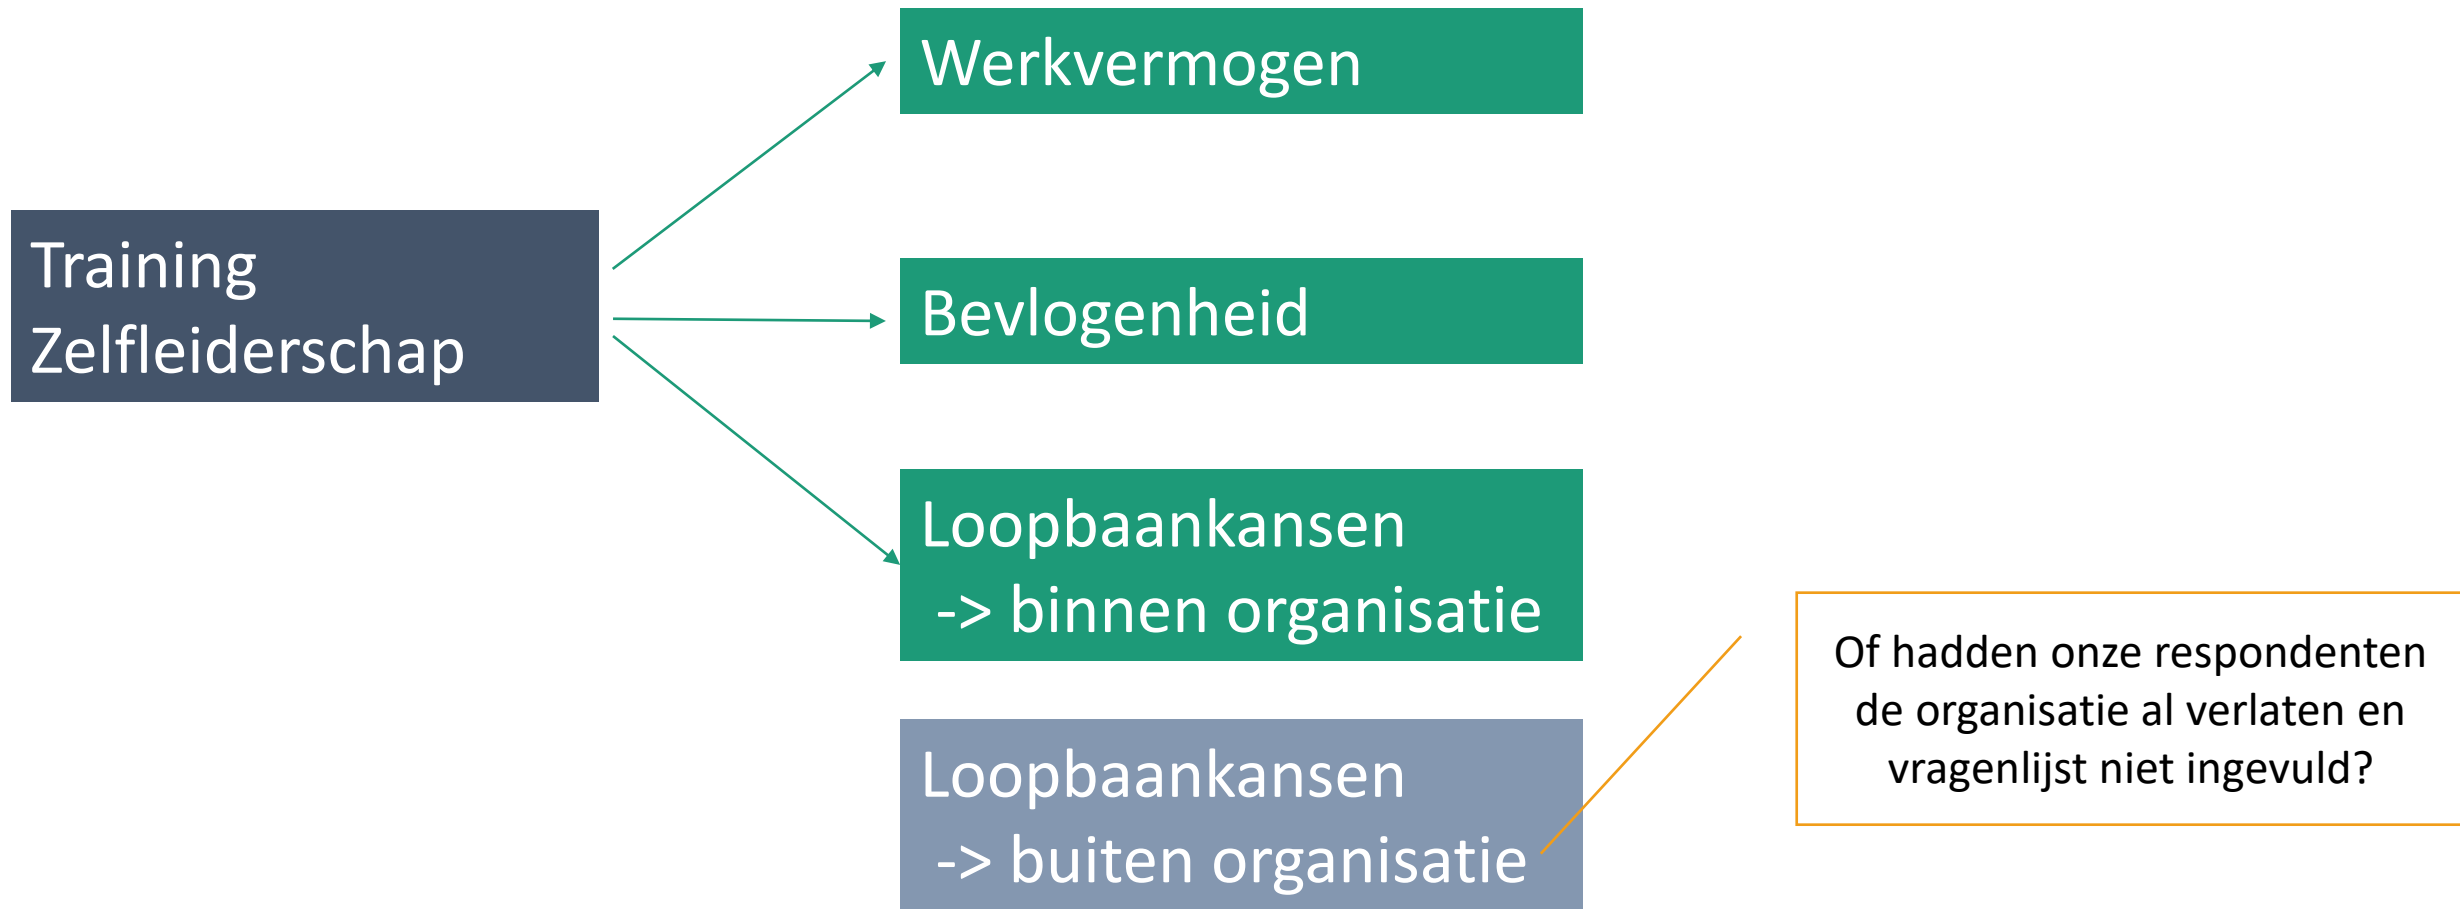 Werkvermogen
Training
Zelfleiderschap
Bevlogenheid
Loopbaankansen
-> binnen organisatie
Loopbaankansen
-> buiten organisatie
Of hadden onze respondenten
de organisatie al verlaten en
vragenlijst niet ingevuld?